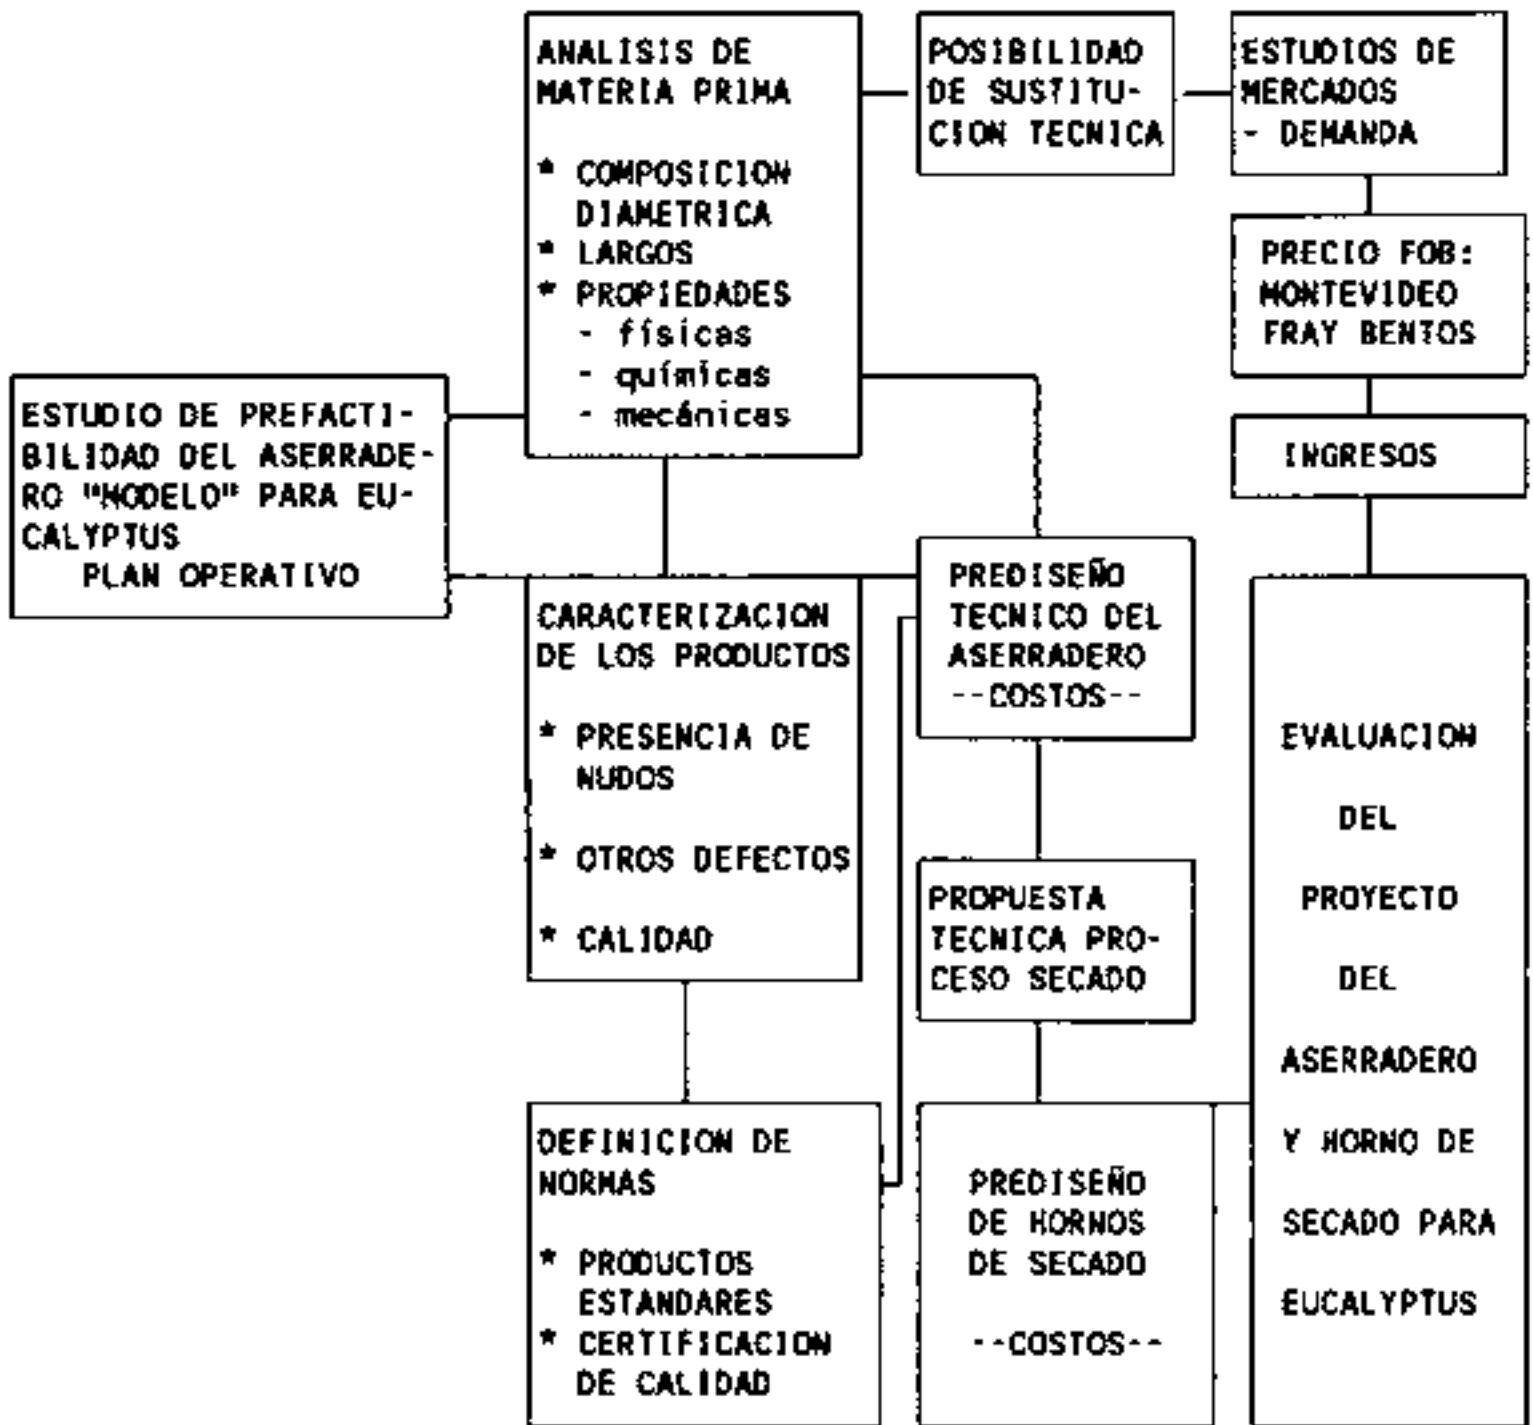 ANALISIS DE
MATERIA PRIMA
* COMPOSICION
DIAMETRICA
* LARGOS
* PROPIEDADES
- físicas
- químicas
- mecánicas
POSIBILIDAD
DE SUSTITU-
CION TECNICA
ESTUDIOS DE
MERCADOS
- DEMANDA
PRECIO FOB:
MONTEVIDEO
FRAY BENTOS
INGRESOS
ESTUDIO DE PREFACTI-
BILIDAD DEL ASERRADE-
RO "MODELO" PARA EU-
CALYPTUS
PLAN OPERATIVO
CARACTERIZACION
DE LOS PRODUCTOS
* PRESENCIA DE
NUDOS
* OTROS DEFECTOS
* CALIDAD
PREDISEÑO
TECNICO DEL
ASERRADERO
--COSTOS--
PROPUESTA
TECNICA PRO-
CESO SECADO
DEFINICION DE
NORMAS
* PRODUCTOS
ESTANDARES
* CERTIFICACION
DE CALIDAD
PREDISEÑO
DE HORNOS
DE SECADO
--COSTOS--
EVALUACION
DEL
PROYECTO
DEL
ASERRADERO
Y HORNO DE
SECADO PARA
EUCALYPTUS